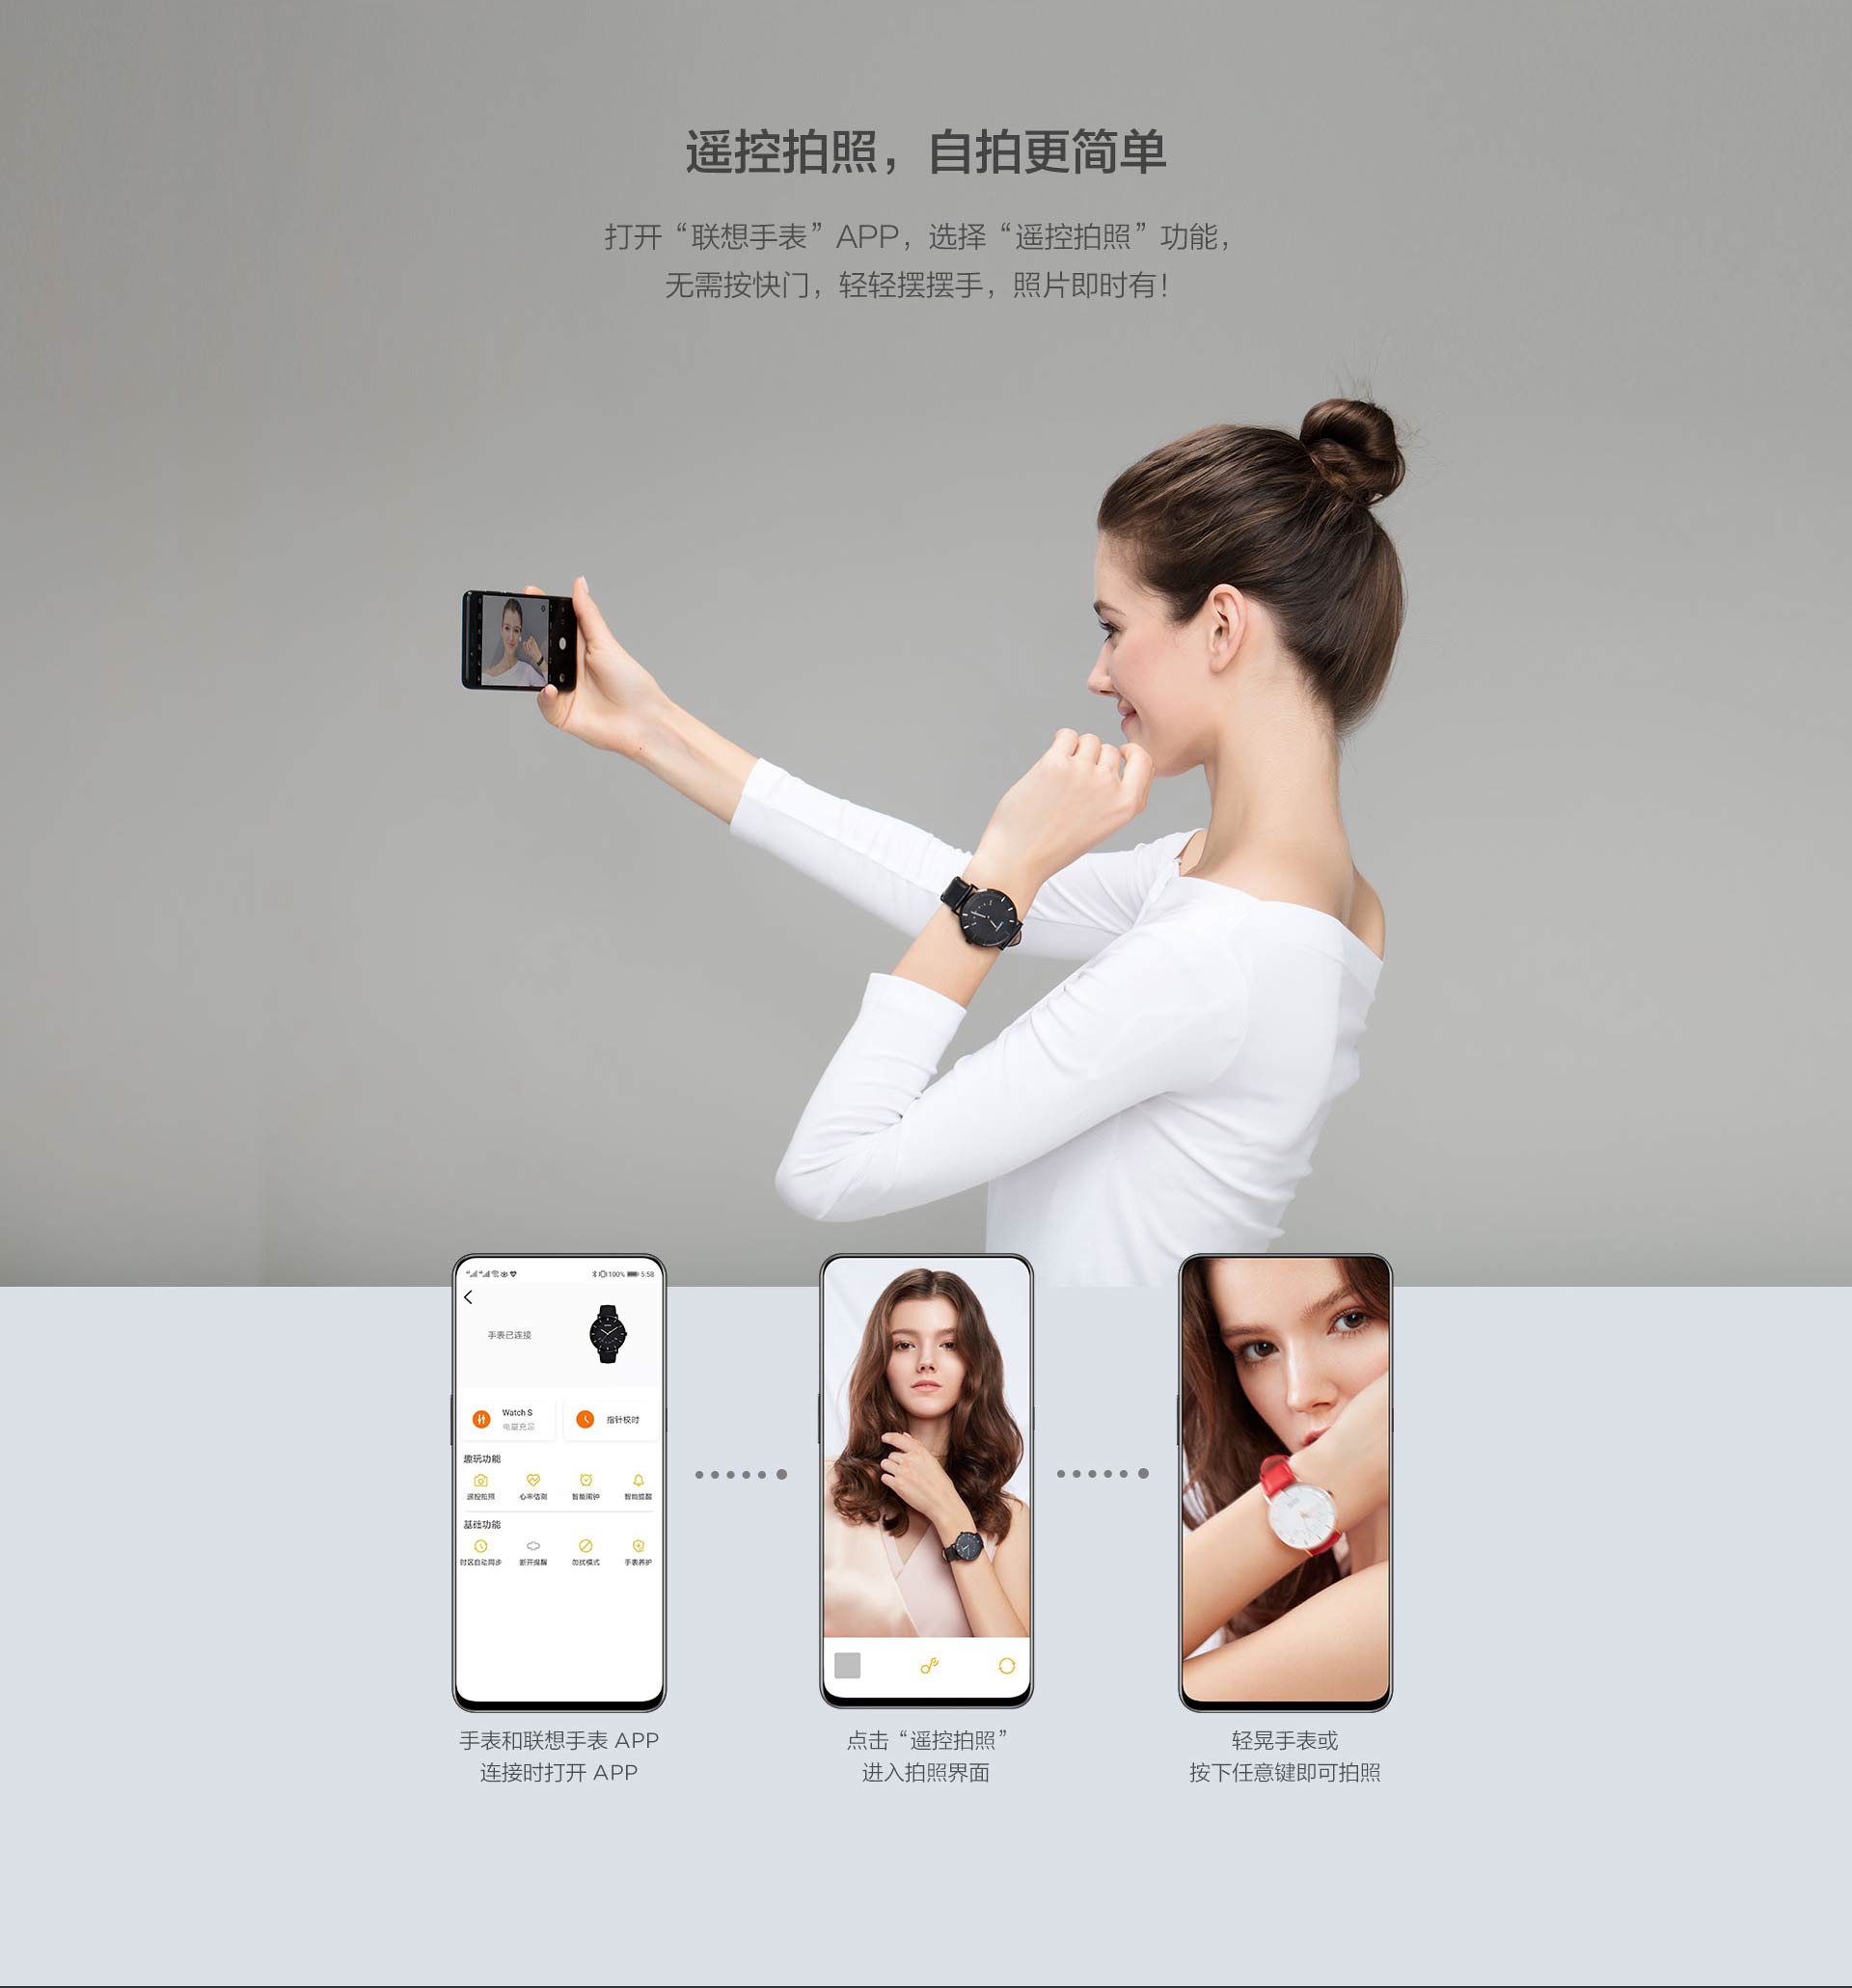 遥控拍照，自拍更简单
打开“联想手表”APP，选择“遥控拍照”功能，
无需按快门，轻轻摆摆手，照片即时有！
100% 5:58
手表已连接
Watch S
电量充足
指针校时
趣玩功能
遥控拍照 心率估测 智能闹钟 智能提醒
基础功能
时区自动同步 断开提醒 勿扰模式 手表养护
手表和联想手表 APP
连接时打开 APP
点击“遥控拍照”
进入拍照界面
轻晃手表或
按下任意键即可拍照